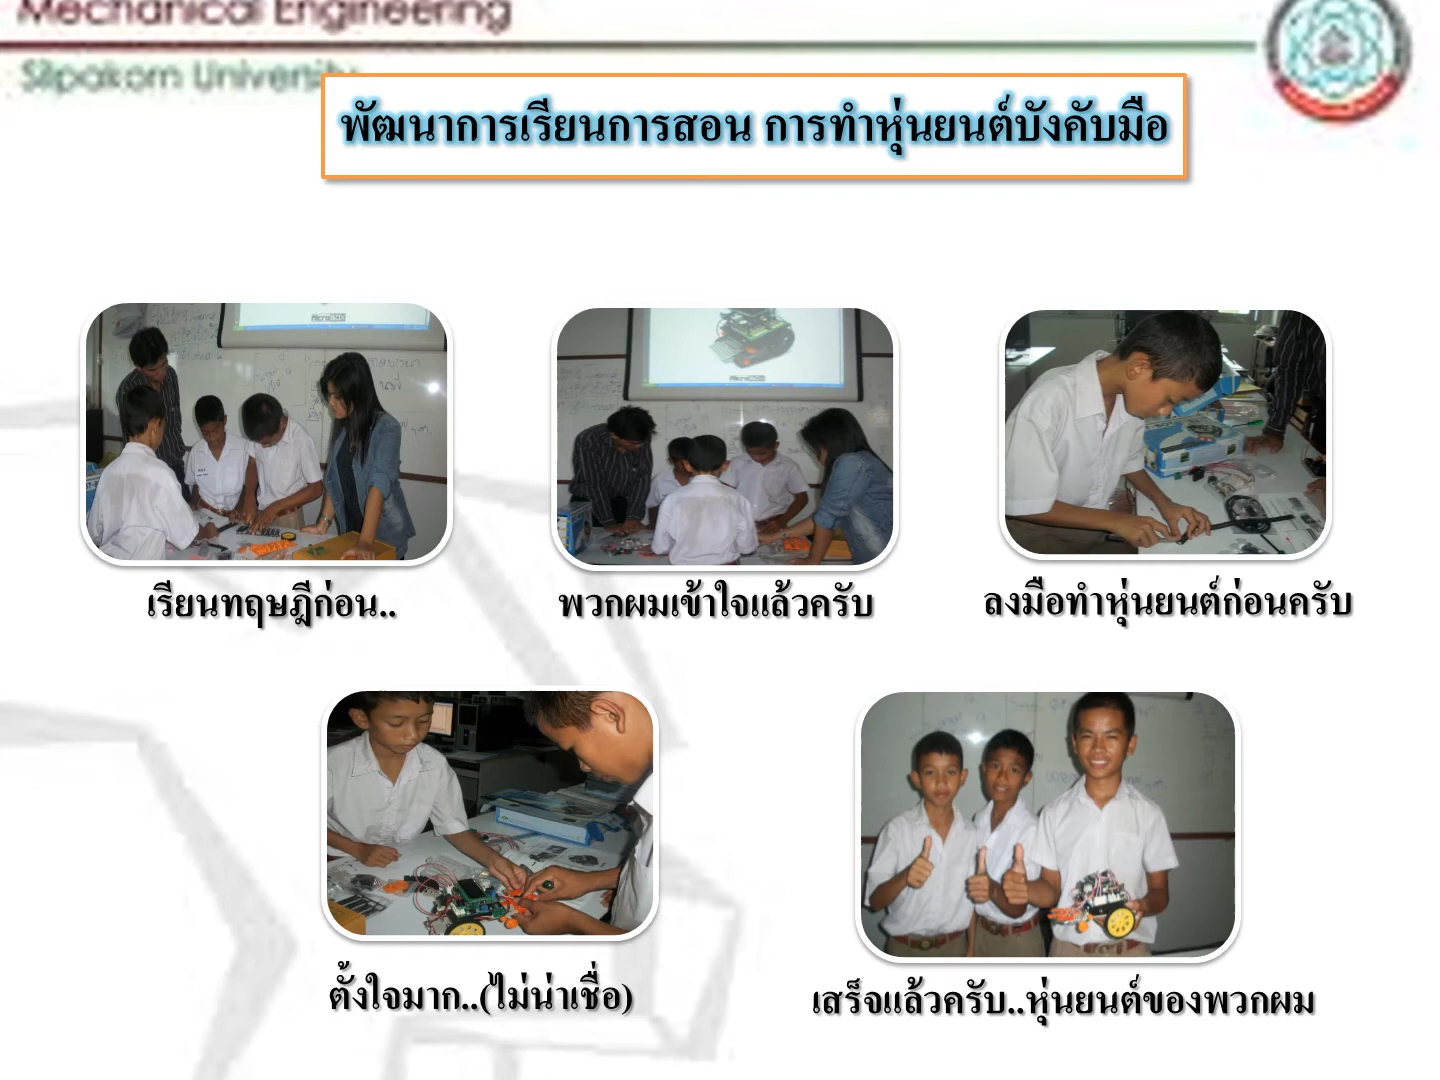 Mechanical Engineering
Silpakorn University
พัฒนาการเรียนการสอน การทำหุ่นยนต์บังคับมือ
เรียนทฤษฎีก่อน..
พวกผมเข้าใจแล้วครับ
ลงมือทำหุ่นยนต์ก่อนครับ
ตั้งใจมาก..(ไม่น่าเชื่อ)
เสร็จแล้วครับ..หุ่นยนต์ของพวกผม